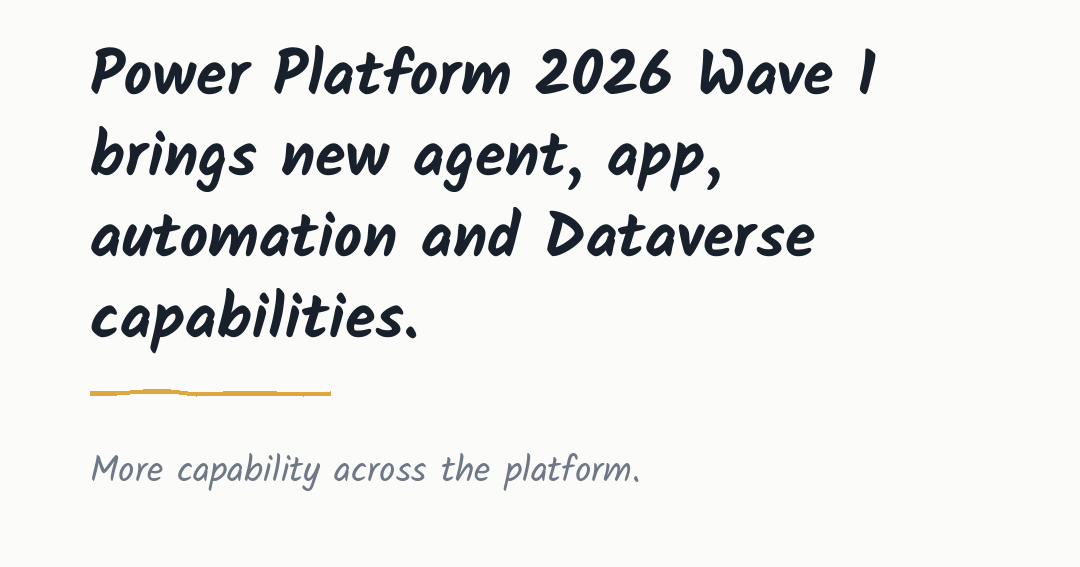 Power Platform 2026 Wave 1
brings new agent, app,
automation and Dataverse
capabilities.
More capability across the platform.